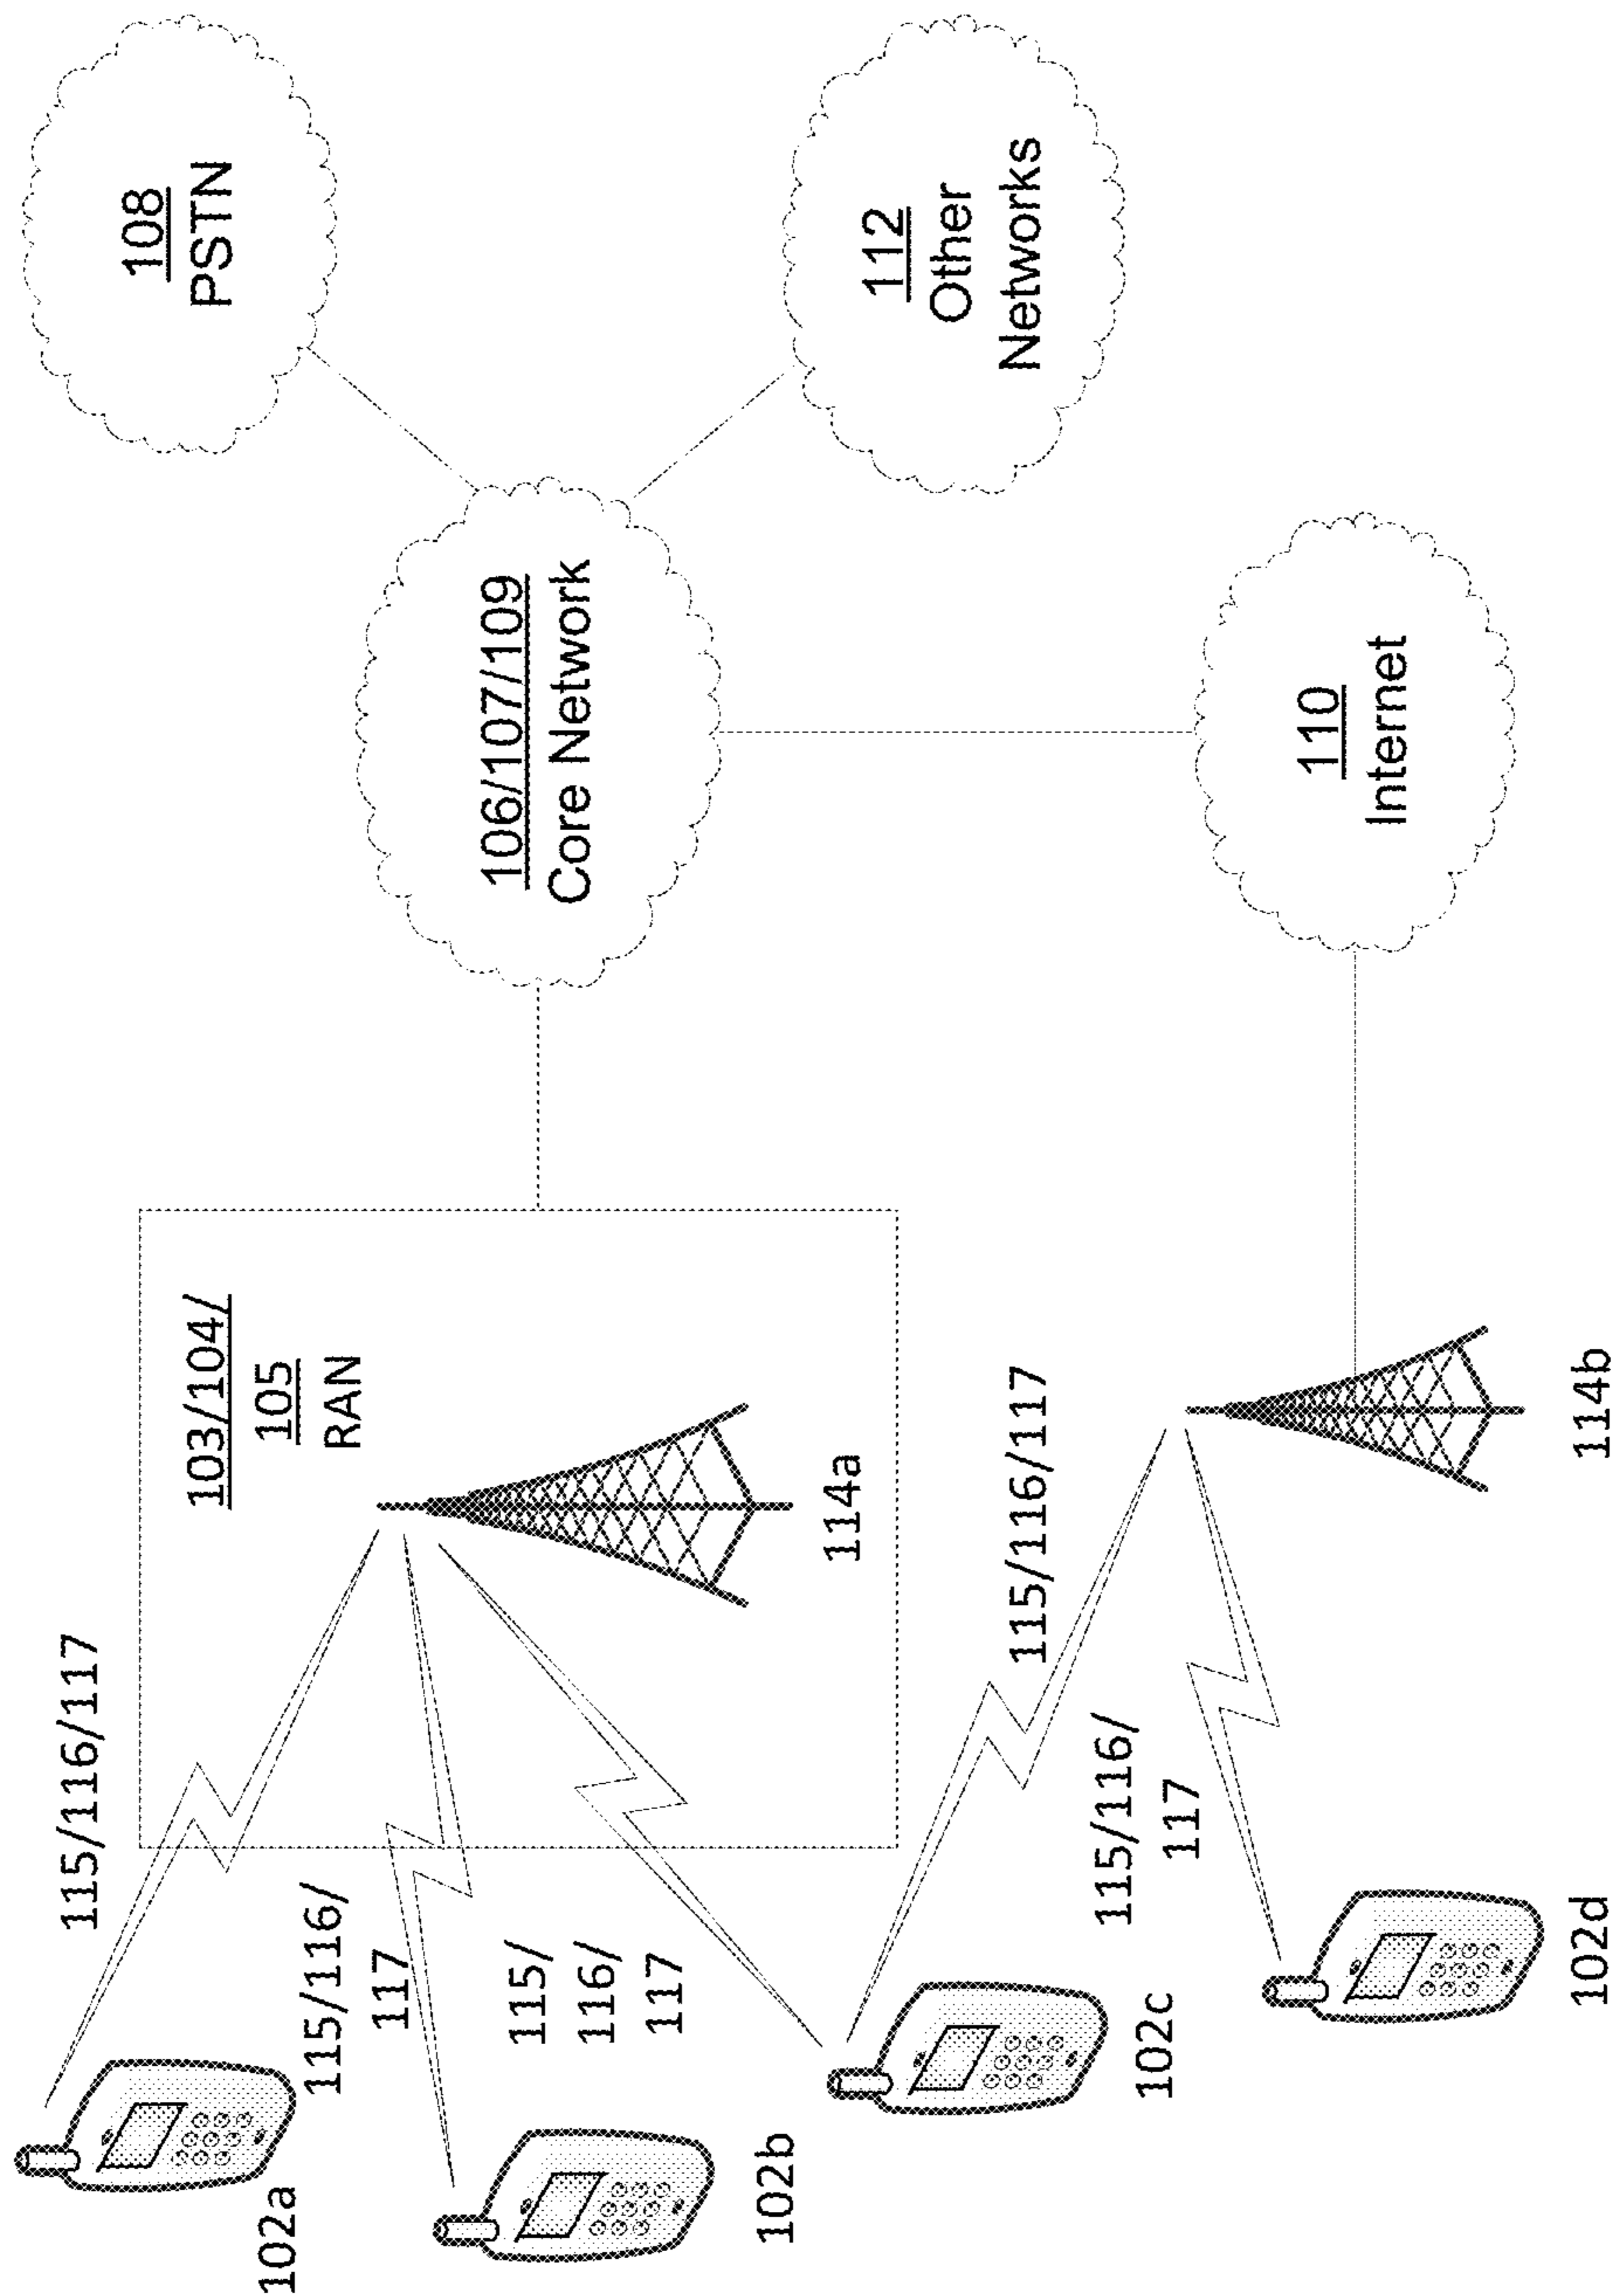 102a
115/116/117
103/104/
105
RAN
108
PSTN
102b
115/116/
117
115/
116/
117
114a
106/107/109
Core Network
112
Other
Networks
102c
115/116/117
115/116/
117
102d
114b
110
Internet